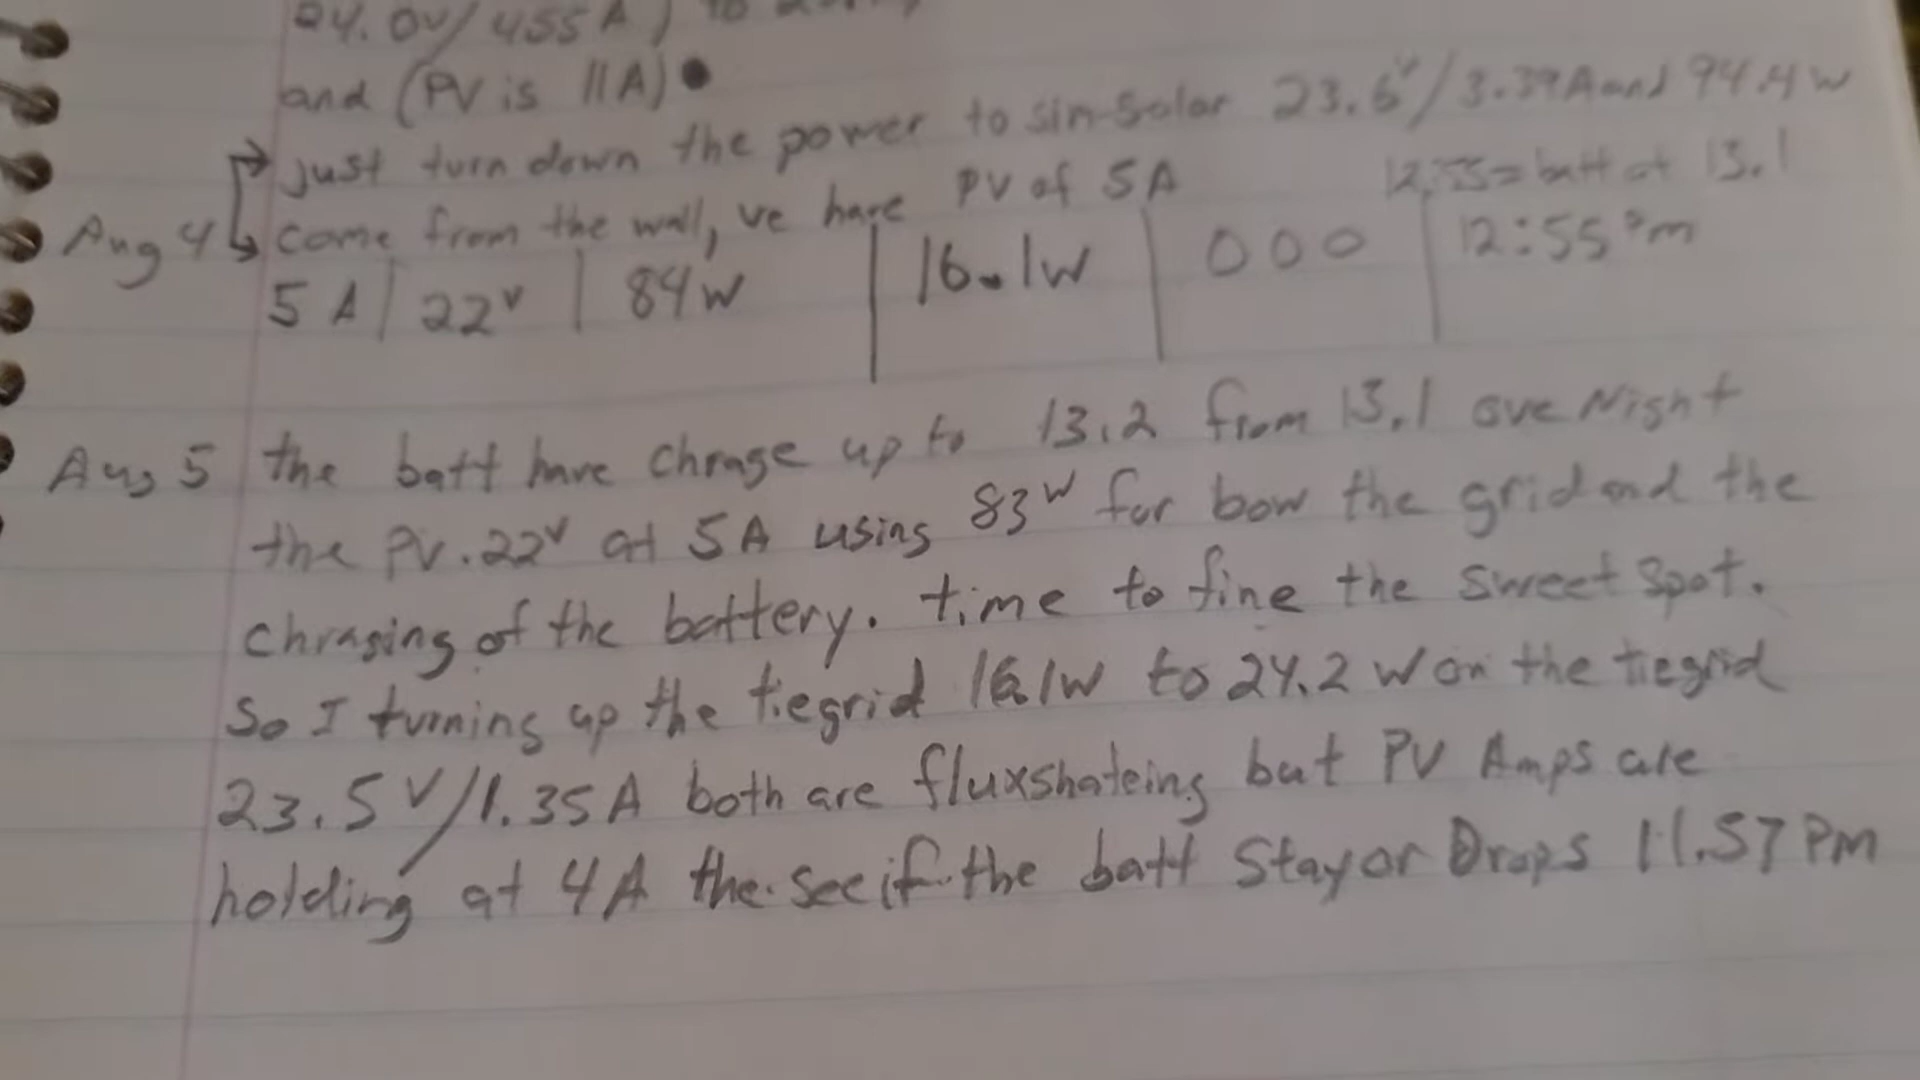 24.0V/455A) to
and (PV is 11A)●
just turn down the power to sim-Solar 23.6V/3.39A and 94.4W
Aug 4 come from the wall, ve have PV of 5A 12:55=batt at 13.1
5A | 22V | 84W | 16.1W | 000 | 12:55Pm
Aug 5 the batt have chrage up to 13.2 from 13.1 ove Night
the PV.22V at 5A using 83W for bow the grid and the
chraging of the battery. time to fine the sweet spot.
So I turning up the tiegrid 16.1W to 24.2 W on the tiegrid
23.5V/1.35A both are fluxshateing but PV Amps are
holding at 4A the see if the batt Stay or Drops 11.57PM